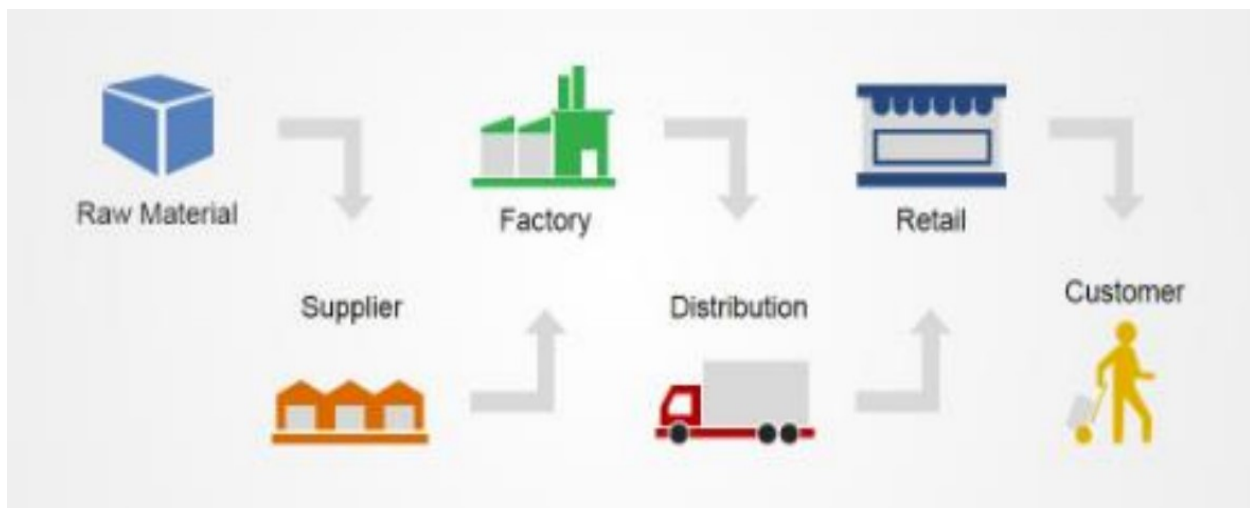 Raw Material
Supplier
Factory
Distribution
Retail
Customer